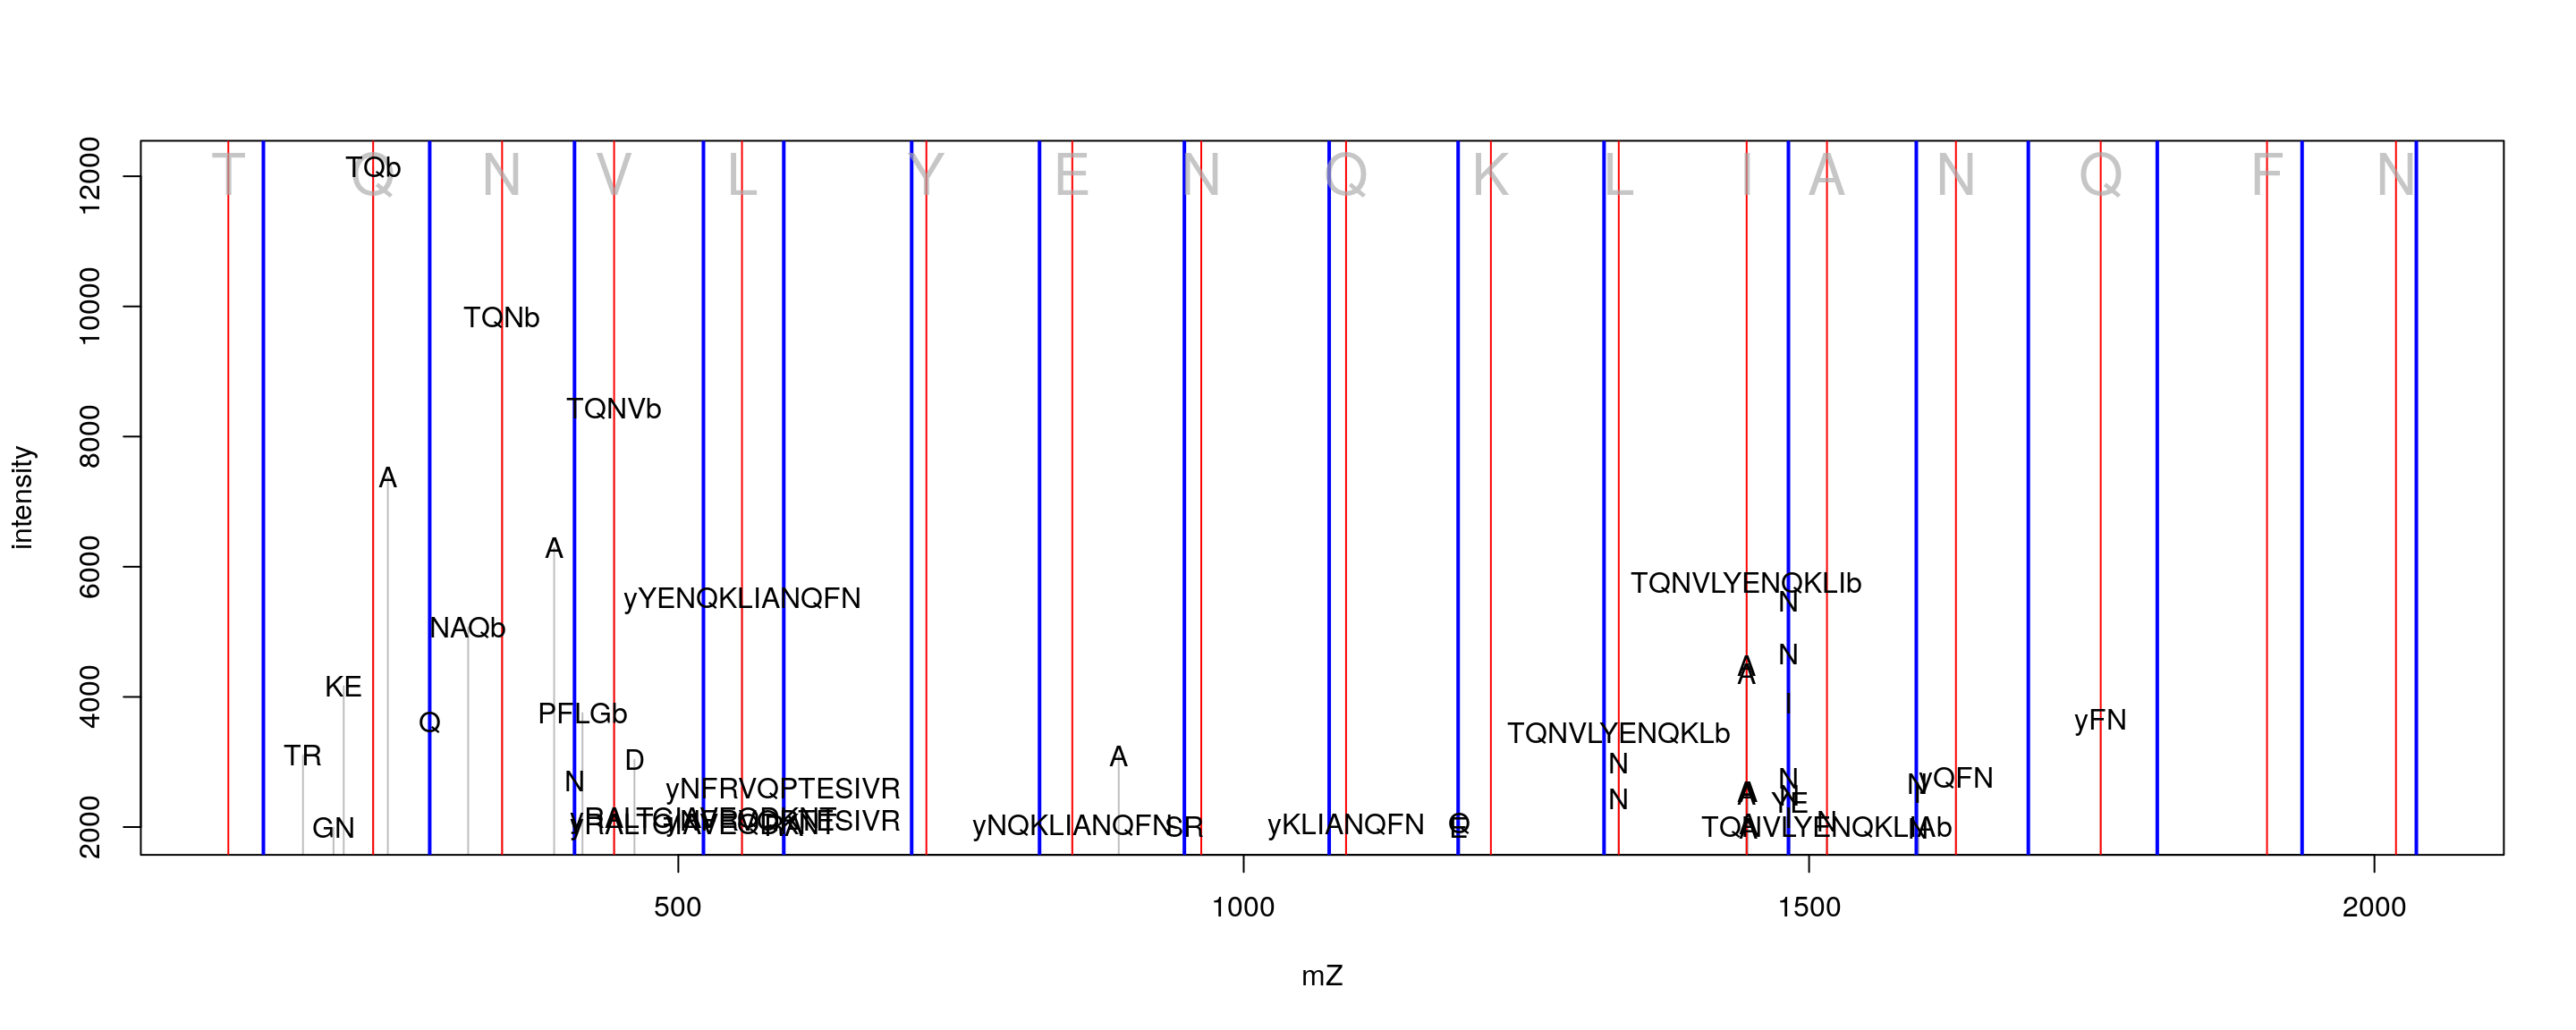 T Q N V L Y E N Q K L I A N Q F N
TQb
TQNb
TQNVb
A
A
yYENQKLIANQFN
TQNVLYENQKLIb
N
NAQb
N
A
A
KE
I
PFLGb
Q
yFN
TQNVLYENQKLb
TR
D
A
N
N
N
yQFN
N
yNFRVQPTESIVR
A
N
YE
N
GN
yNQKLIANQFN
SR
yKLIANQFN
Q
E
TQNVLYENQKLIAb
N
N
12000
10000
8000
6000
4000
2000
intensity
500 1000 1500 2000
mZ